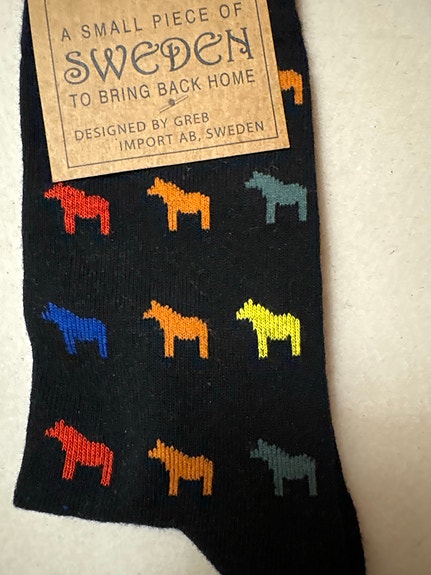 A SMALL PIECE OF
SWEDEN
TO BRING BACK HOME
DESIGNED BY GREB
IMPORT AB, SWEDEN